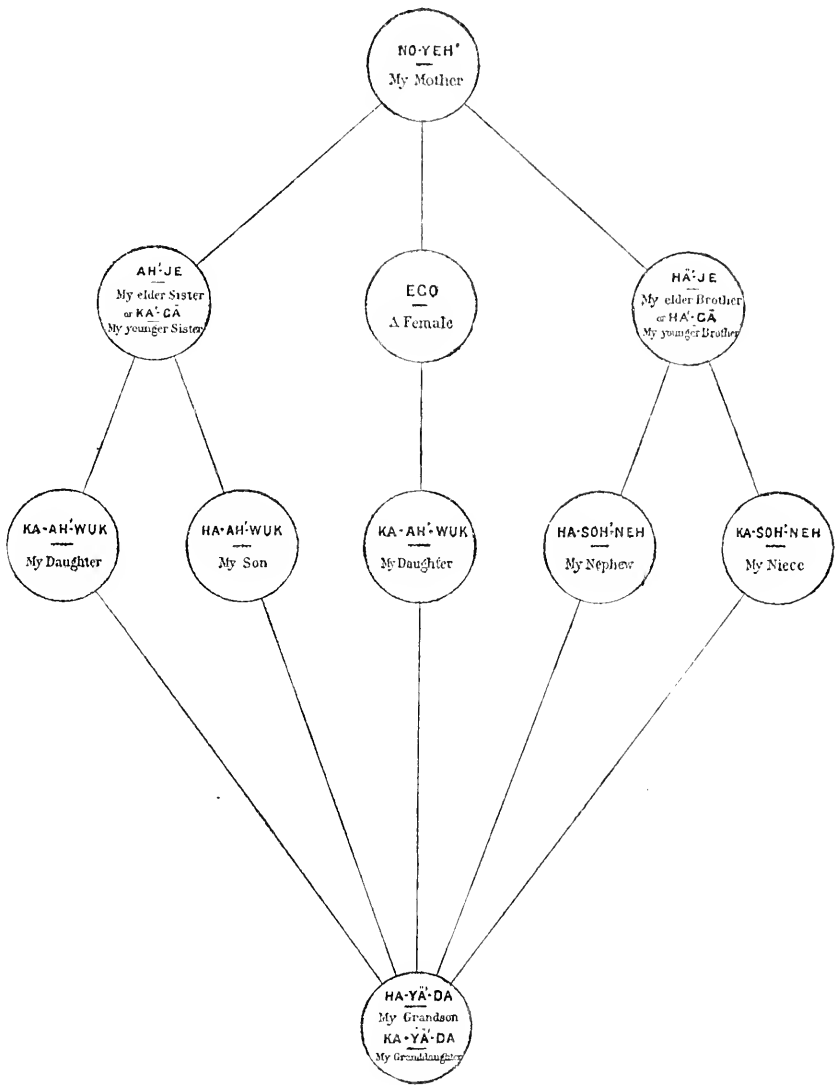 NO-YEH′
My Mother
AH′-JE
My elder Sister
or KA′-GÄ
My younger Sister
EGO
A Female
HÄ′-JE
My elder Brother
or HA′-GÄ
My younger Brother
KA-AH′-WUK
My Daughter
HA-AH′-WUK
My Son
KA-AH′-WUK
My Daughter
HA-SOH′-NEH
My Nephew
KA-SOH′-NEH
My Niece
HA-YÄ′-DA
My Grandson
KA-YÄ′-DA
My Granddaughter